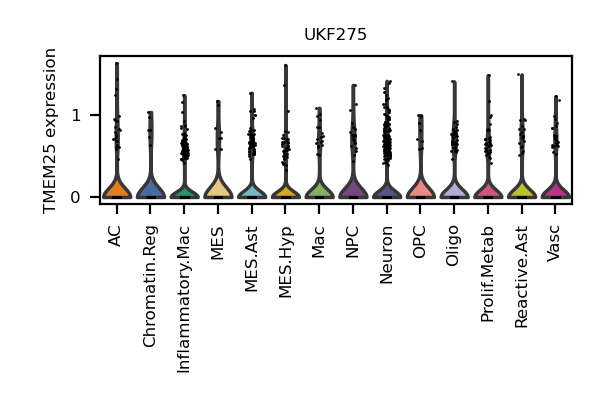 UKF275
TMEM25 expression
1
0
AC
Chromatin.Reg
Inflammatory.Mac
MES
MES.Ast
MES.Hyp
Mac
NPC
Neuron
OPC
Oligo
Prolif.Metab
Reactive.Ast
Vasc